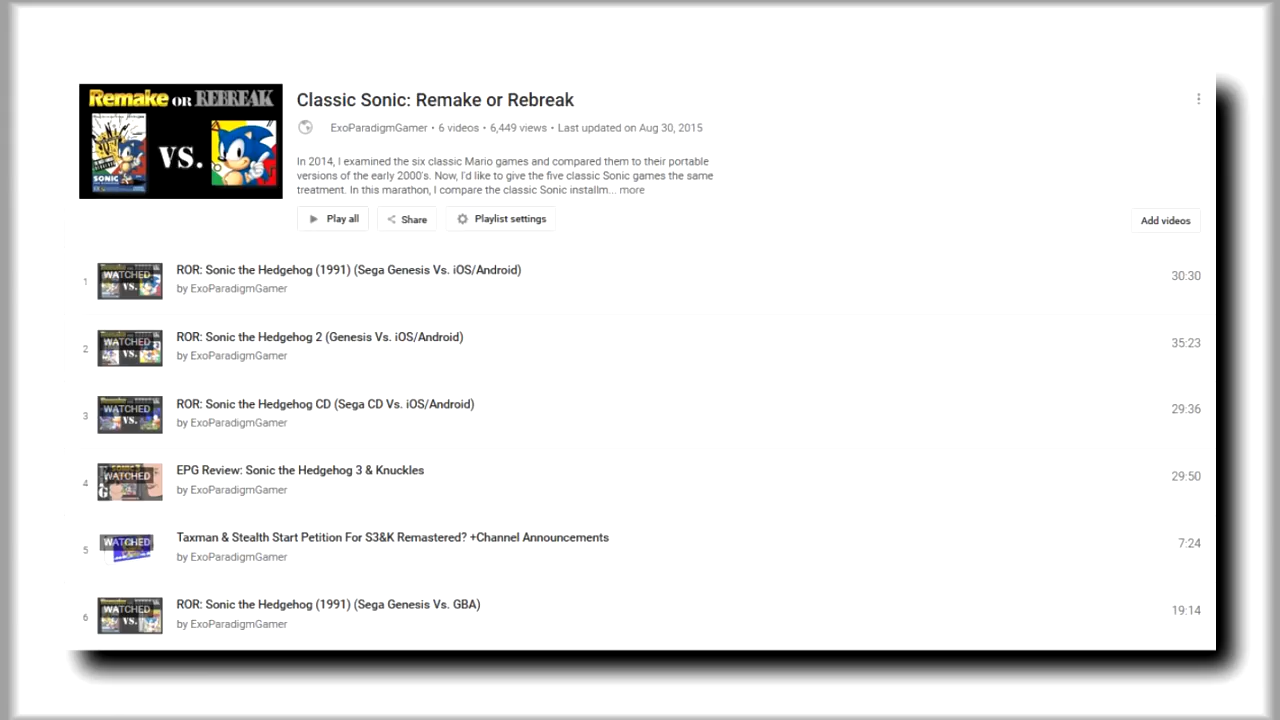 Remake OR REBREAK
VS.
SONIC
Classic Sonic: Remake or Rebreak
ExoParadigmGamer • 6 videos • 6,449 views • Last updated on Aug 30, 2015
In 2014, I examined the six classic Mario games and compared them to their portable
versions of the early 2000's. Now, I'd like to give the five classic Sonic games the same
treatment. In this marathon, I compare the classic Sonic installm... more
Play all
Share
Playlist settings
Add videos
1
WATCHED
VS.
ROR: Sonic the Hedgehog (1991) (Sega Genesis Vs. iOS/Android)
by ExoParadigmGamer
30:30
2
WATCHED
VS.
ROR: Sonic the Hedgehog 2 (Genesis Vs. iOS/Android)
by ExoParadigmGamer
35:23
3
WATCHED
VS.
ROR: Sonic the Hedgehog CD (Sega CD Vs. iOS/Android)
by ExoParadigmGamer
29:36
4
WATCHED
EPG Review: Sonic the Hedgehog 3 & Knuckles
by ExoParadigmGamer
29:50
5
WATCHED
Taxman & Stealth Start Petition For S3&K Remastered? +Channel Announcements
by ExoParadigmGamer
7:24
6
WATCHED
VS.
ROR: Sonic the Hedgehog (1991) (Sega Genesis Vs. GBA)
by ExoParadigmGamer
19:14